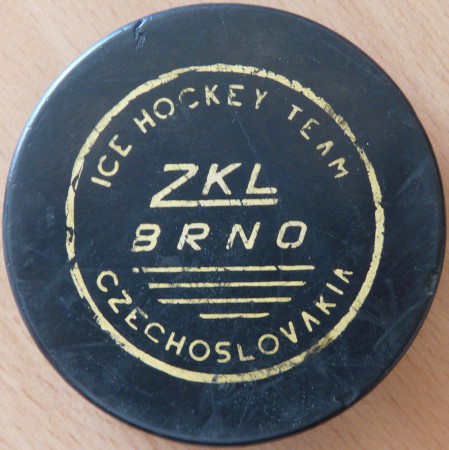 ICE HOCKEY TEAM
ZKL
BRNO
CZECHOSLOVAKIA